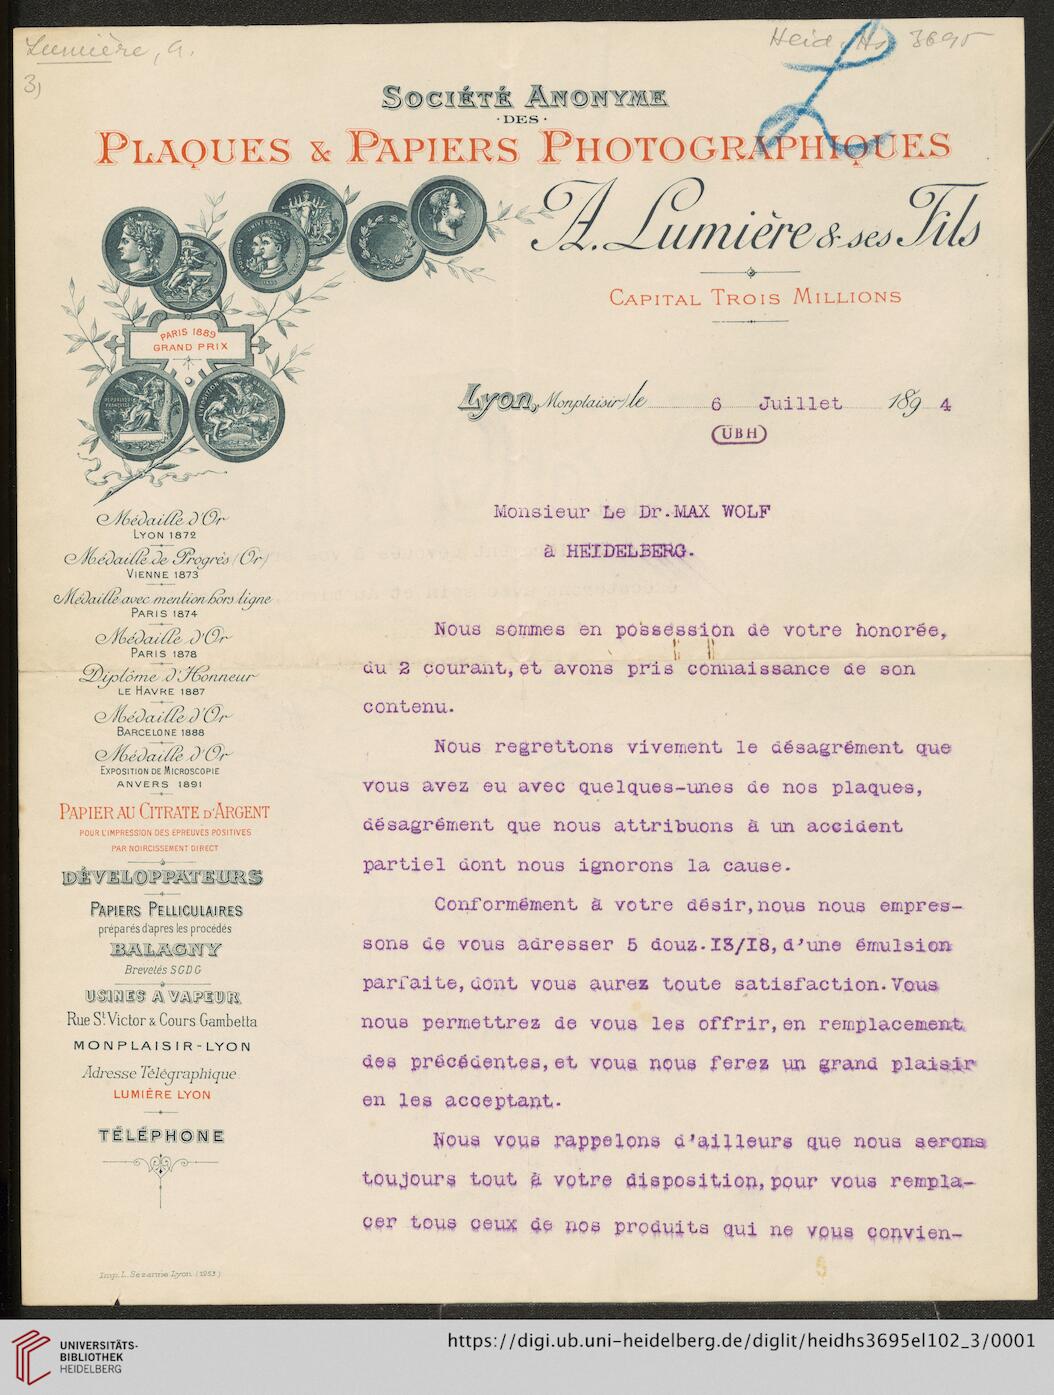 Lumière, A.
Heid. Hs. 3695
3)
SOCIÉTÉ ANONYME
·DES·
PLAQUES & PAPIERS PHOTOGRAPHIQUES
A. Lumière & ses Fils
CAPITAL TROIS MILLIONS
PARIS 1889
GRAND PRIX
Lyon, Monplaisir, le 6 Juillet 1894
UBH
Monsieur Le Dr.MAX WOLF
à HEIDELBERG.
Médaille d'Or
LYON 1872
Médaille de Progrès (Or)
VIENNE 1873
Médaille avec mention hors ligne
PARIS 1874
Médaille d'Or
PARIS 1878
Diplôme d'Honneur
LE HAVRE 1887
Médaille d'Or
BARCELONE 1888
Médaille d'Or
EXPOSITION DE MICROSCOPIE
ANVERS 1891
PAPIER AU CITRATE D'ARGENT
POUR L'IMPRESSION DES EPREUVES POSITIVES
PAR NOIRCISSEMENT DIRECT
DÉVELOPPATEURS
PAPIERS PELLICULAIRES
préparés d'apres les procédés
BALAGNY
Brevetés S G D G
USINES A VAPEUR
Rue St Victor & Cours Gambetta
MONPLAISIR-LYON
Adresse Télégraphique
LUMIÈRE LYON
TÉLÉPHONE
Imp. L. Sezanne Lyon (1253)
Nous sommes en possession de votre honorée,
du 2 courant,et avons pris connaissance de son
contenu.
Nous regrettons vivement le désagrément que
vous avez eu avec quelques-unes de nos plaques,
désagrément que nous attribuons à un accident
partiel dont nous ignorons la cause.
Conformément à votre désir,nous nous empres-
sons de vous adresser 5 douz.13/18,d'une émulsion
parfaite,dont vous aurez toute satisfaction.Vous
nous permettrez de vous les offrir,en remplacement
des précédentes,et vous nous ferez un grand plaisir
en les acceptant.
Nous vous rappelons d'ailleurs que nous serons
toujours tout à votre disposition,pour vous rempla-
cer tous ceux de nos produits qui ne vous convien-
UNIVERSITÄTS-
BIBLIOTHEK
HEIDELBERG
https://digi.ub.uni-heidelberg.de/diglit/heidhs3695el102_3/0001